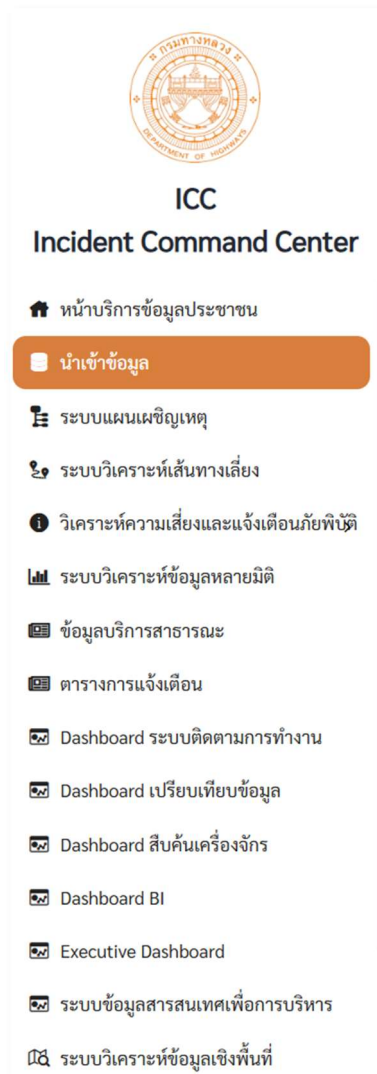 กรมทางหลวง
DEPARTMENT OF HIGHWAYS
ICC
Incident Command Center
หน้าบริการข้อมูลประชาชน
นำเข้าข้อมูล
ระบบแผนเผชิญเหตุ
ระบบวิเคราะห์เส้นทางเลี่ยง
วิเคราะห์ความเสี่ยงและแจ้งเตือนภัยพิบัติ
ระบบวิเคราะห์ข้อมูลหลายมิติ
ข้อมูลบริการสาธารณะ
ตารางการแจ้งเตือน
Dashboard ระบบติดตามการทำงาน
Dashboard เปรียบเทียบข้อมูล
Dashboard สืบค้นเครื่องจักร
Dashboard BI
Executive Dashboard
ระบบข้อมูลสารสนเทศเพื่อการบริหาร
ระบบวิเคราะห์ข้อมูลเชิงพื้นที่